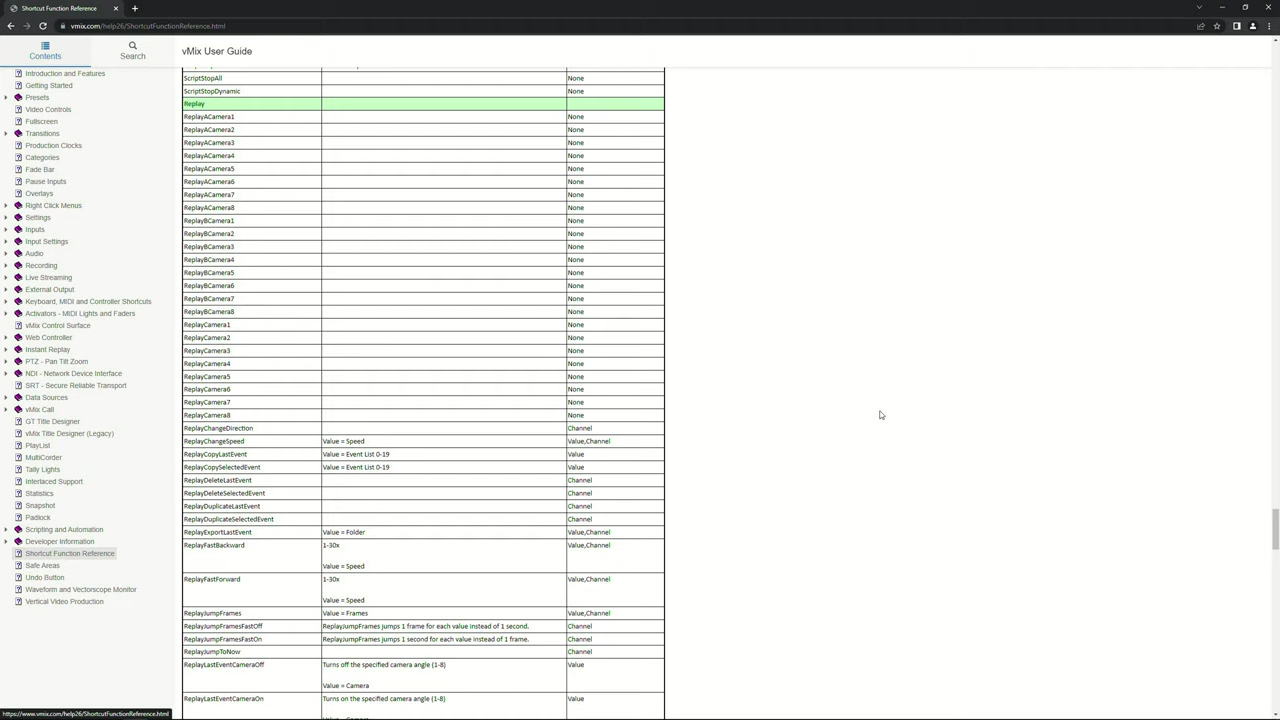 Shortcut Function Reference
vmix.com/help26/ShortcutFunctionReference.html
Contents
Search
vMix User Guide
Introduction and Features
Getting Started
Presets
Video Controls
Fullscreen
Transitions
Production Clocks
Categories
Fade Bar
Pause Inputs
Overlays
Right Click Menus
Settings
Inputs
Input Settings
Audio
Recording
Live Streaming
External Output
Keyboard, MIDI and Controller Shortcuts
Activators - MIDI Lights and Faders
vMix Control Surface
Web Controller
Instant Replay
PTZ - Pan Tilt Zoom
NDI - Network Device Interface
SRT - Secure Reliable Transport
Data Sources
vMix Call
GT Title Designer
vMix Title Designer (Legacy)
PlayList
MultiCorder
Tally Lights
Interlaced Support
Statistics
Snapshot
Padlock
Scripting and Automation
Developer Information
Shortcut Function Reference
Safe Areas
Undo Button
Waveform and Vectorscope Monitor
Vertical Video Production
ScriptStopAll None
ScriptStopDynamic None
Replay
ReplayACamera1 None
ReplayACamera2 None
ReplayACamera3 None
ReplayACamera4 None
ReplayACamera5 None
ReplayACamera6 None
ReplayACamera7 None
ReplayACamera8 None
ReplayBCamera1 None
ReplayBCamera2 None
ReplayBCamera3 None
ReplayBCamera4 None
ReplayBCamera5 None
ReplayBCamera6 None
ReplayBCamera7 None
ReplayBCamera8 None
ReplayCamera1 None
ReplayCamera2 None
ReplayCamera3 None
ReplayCamera4 None
ReplayCamera5 None
ReplayCamera6 None
ReplayCamera7 None
ReplayCamera8 None
ReplayChangeDirection Channel
ReplayChangeSpeed Value = Speed Value,Channel
ReplayCopyLastEvent Value = Event List 0-19 Value
ReplayCopySelectedEvent Value = Event List 0-19 Value
ReplayDeleteLastEvent Channel
ReplayDeleteSelectedEvent Channel
ReplayDuplicateLastEvent Channel
ReplayDuplicateSelectedEvent Channel
ReplayExportLastEvent Value = Folder Value,Channel
ReplayFastBackward 1-30x Value,Channel
Value = Speed
ReplayFastForward 1-30x Value,Channel
Value = Speed
ReplayJumpFrames Value = Frames Value,Channel
ReplayJumpFramesFastOff ReplayJumpFrames jumps 1 frame for each value instead of 1 second. Channel
ReplayJumpFramesFastOn ReplayJumpFrames jumps 1 second for each value instead of 1 frame. Channel
ReplayJumpToNow Channel
ReplayLastEventCameraOff Turns off the specified camera angle (1-8) Value
Value = Camera
ReplayLastEventCameraOn Turns on the specified camera angle (1-8) Value
https://www.vmix.com/help26/ShortcutFunctionReference.html